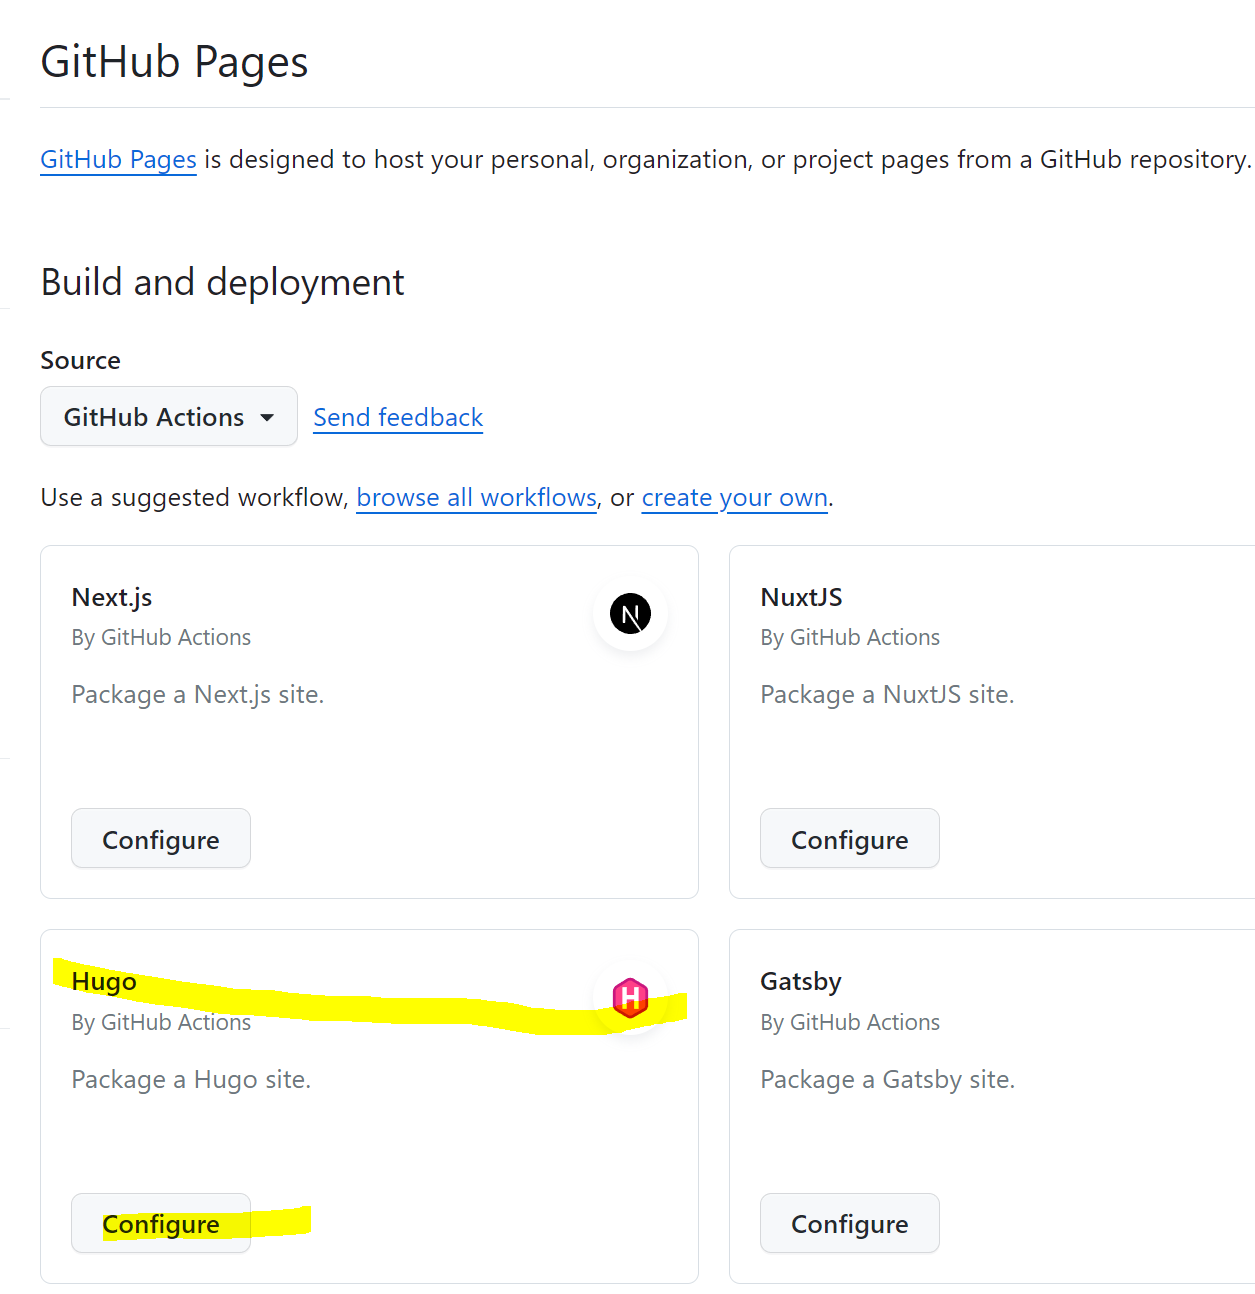 GitHub Pages
GitHub Pages is designed to host your personal, organization, or project pages from a GitHub repository.
Build and deployment
Source
GitHub Actions Send feedback
Use a suggested workflow, browse all workflows, or create your own.
Next.js
By GitHub Actions
Package a Next.js site.
Configure
NuxtJS
By GitHub Actions
Package a NuxtJS site.
Configure
Hugo
By GitHub Actions
Package a Hugo site.
Configure
Gatsby
By GitHub Actions
Package a Gatsby site.
Configure